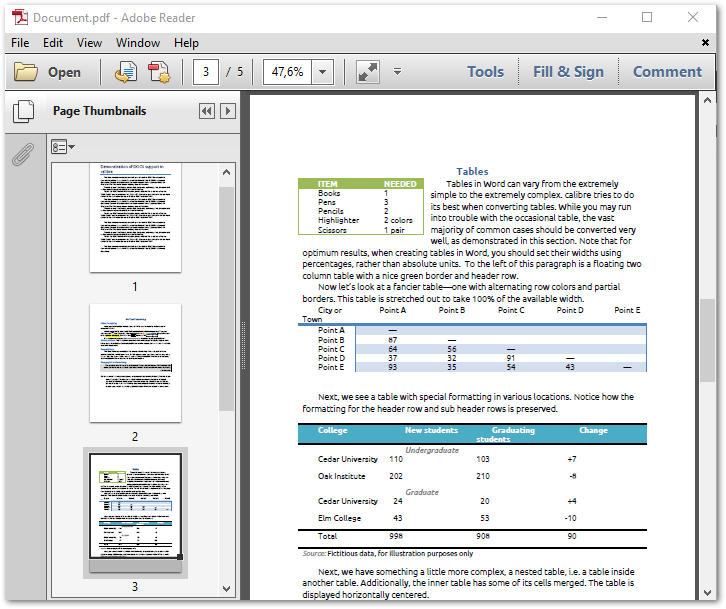 Document.pdf - Adobe Reader
File Edit View Window Help
Open 3 / 5 47,6% Tools Fill & Sign Comment
Page Thumbnails
1
2
3
Tables
ITEM NEEDED
Books 1
Pens 3
Pencils 2
Highlighter 2 colors
Scissors 1 pair
Tables in Word can vary from the extremely
simple to the extremely complex. calibre tries to do
its best when converting tables. While you may run
into trouble with the occasional table, the vast
majority of common cases should be converted very
well, as demonstrated in this section. Note that for
optimum results, when creating tables in Word, you should set their widths using
percentages, rather than absolute units. To the left of this paragraph is a floating two
column table with a nice green border and header row.
Now let's look at a fancier table—one with alternating row colors and partial
borders. This table is stretched out to take 100% of the available width.
City or Point A Point B Point C Point D Point E
Town
Point A —
Point B 87 —
Point C 64 56 —
Point D 37 32 91 —
Point E 93 35 54 43 —
Next, we see a table with special formatting in various locations. Notice how the
formatting for the header row and sub header rows is preserved.
College New students Graduating Change
students
Undergraduate
Cedar University 110 103 +7
Oak Institute 202 210 -8
Graduate
Cedar University 24 20 +4
Elm College 43 53 -10
Total 998 908 90
Source: Fictitious data, for illustration purposes only
Next, we have something a little more complex, a nested table, i.e. a table inside
another table. Additionally, the inner table has some of its cells merged. The table is
displayed horizontally centered.